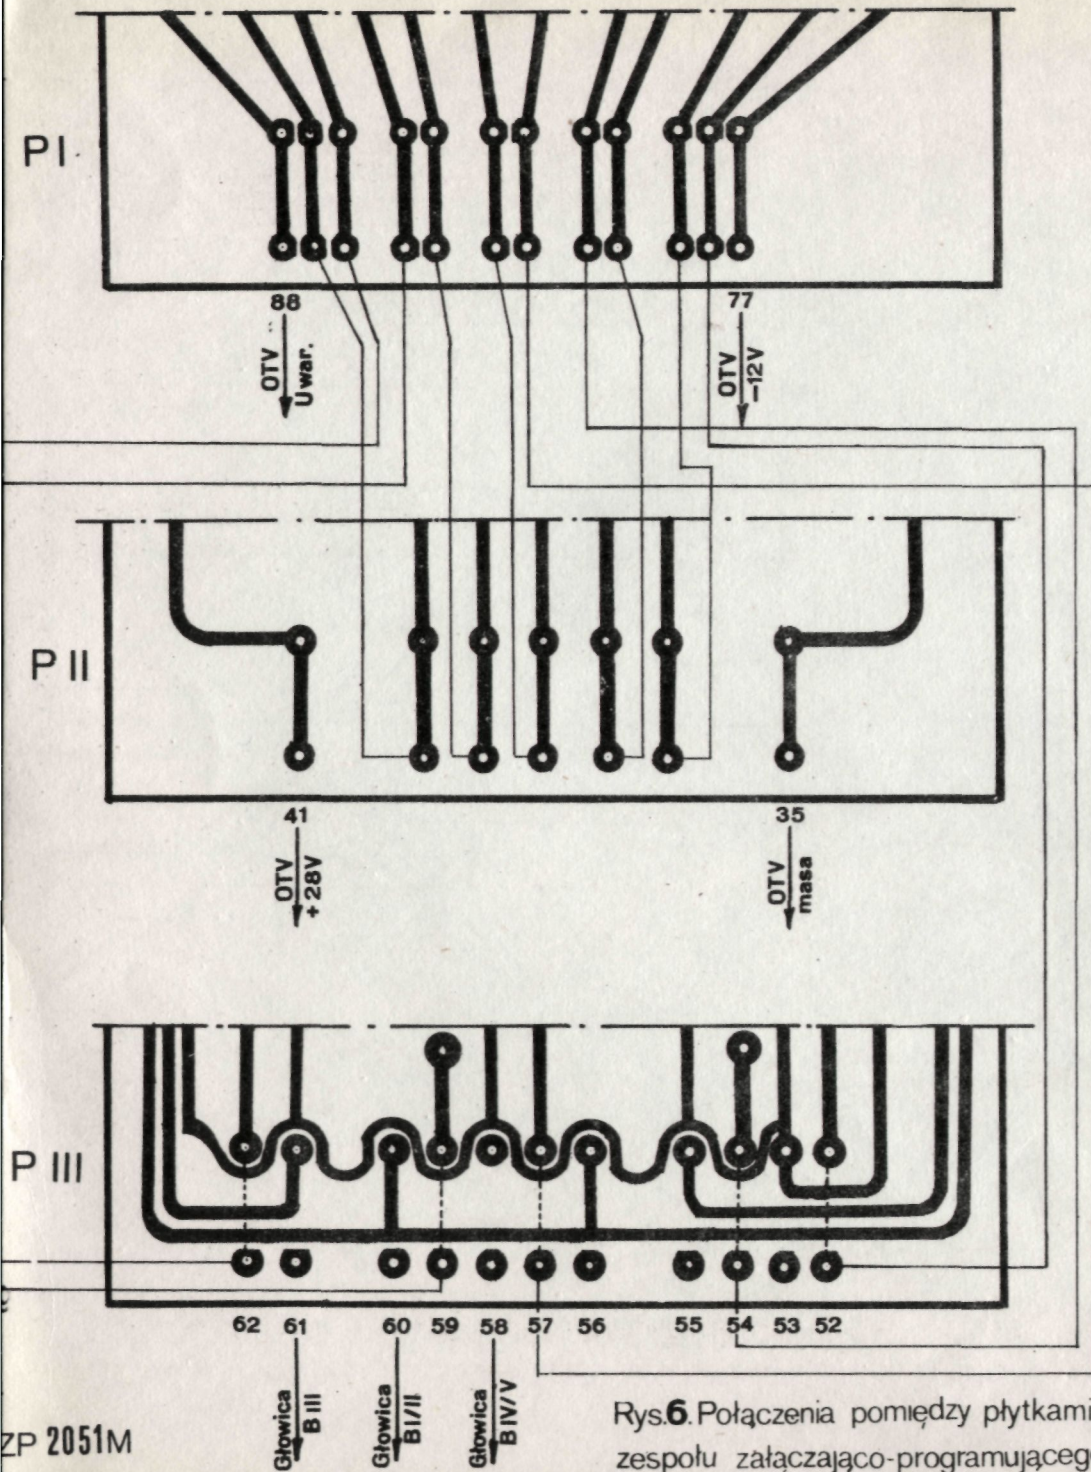 P I
88
OTV
Uwar.
77
OTV
−12V
P II
41
OTV
+28V
35
OTV
masa
P III
62 61 60 59 58 57 56 55 54 53 52
Głowica
B III
Głowica
B I/II
Głowica
B IV/V
ZP 2051M
Rys.6. Połączenia pomiędzy płytkami
zespołu załączająco-programująceg